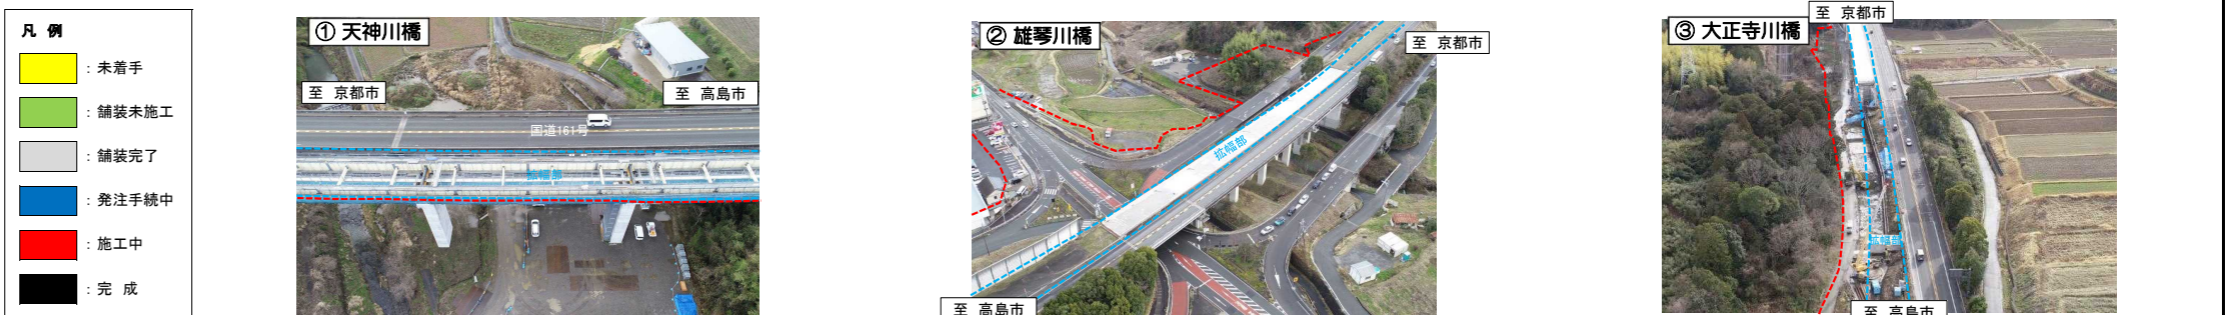 凡 例
：未着手
：舗装未施工
：舗装完了
：発注手続中
：施工中
：完 成
① 天神川橋
至 京都市
至 高島市
国道161号
拡幅部
② 雄琴川橋
至 京都市
拡幅部
至 高島市
至 京都市
③ 大正寺川橋
拡幅部
至 高島市